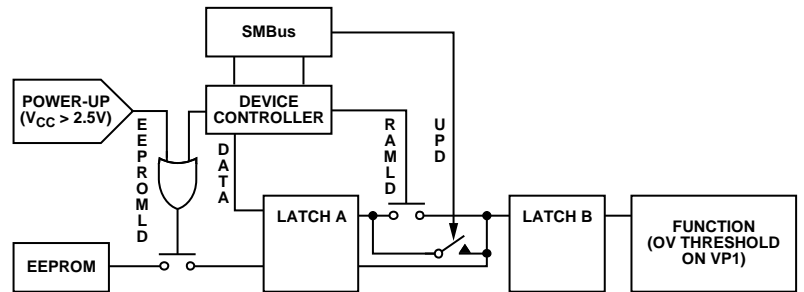 SMBus
POWER-UP
(VCC > 2.5V)
DEVICE
CONTROLLER
EEPROMLD
DATA
RAMLD
UPD
LATCH A
LATCH B
FUNCTION
(OV THRESHOLD
ON VP1)
EEPROM